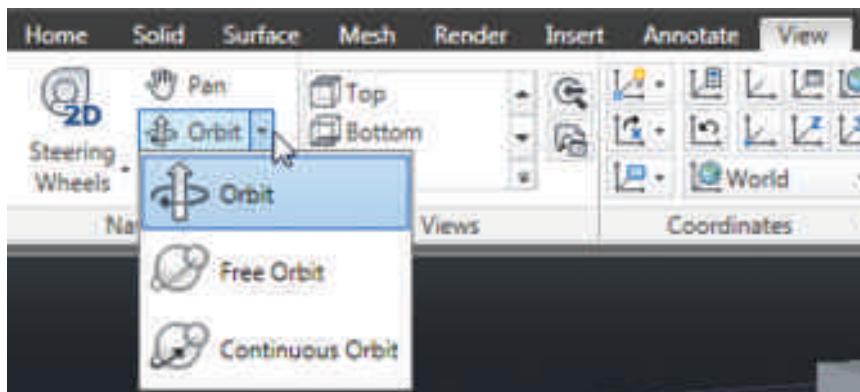 Home Solid Surface Mesh Render Insert Annotate View
2D
Steering
Wheels
Pan
Orbit
Top
Bottom
World
Views
Coordinates
Orbit
Free Orbit
Continuous Orbit